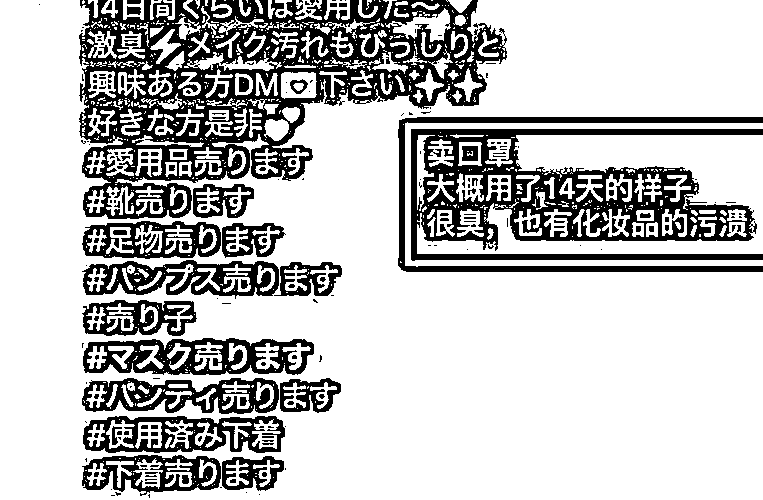 14日間ぐらいは愛用した〜
激臭⚡メイク汚れもびっしりと
興味ある方DM💌下さい✨✨
好きな方是非💕
#愛用品売ります
#靴売ります
#足物売ります
#パンプス売ります
#売り子
#マスク売ります
#パンティ売ります
#使用済み下着
#下着売ります
卖口罩
大概用了14天的样子
很臭，也有化妆品的污渍